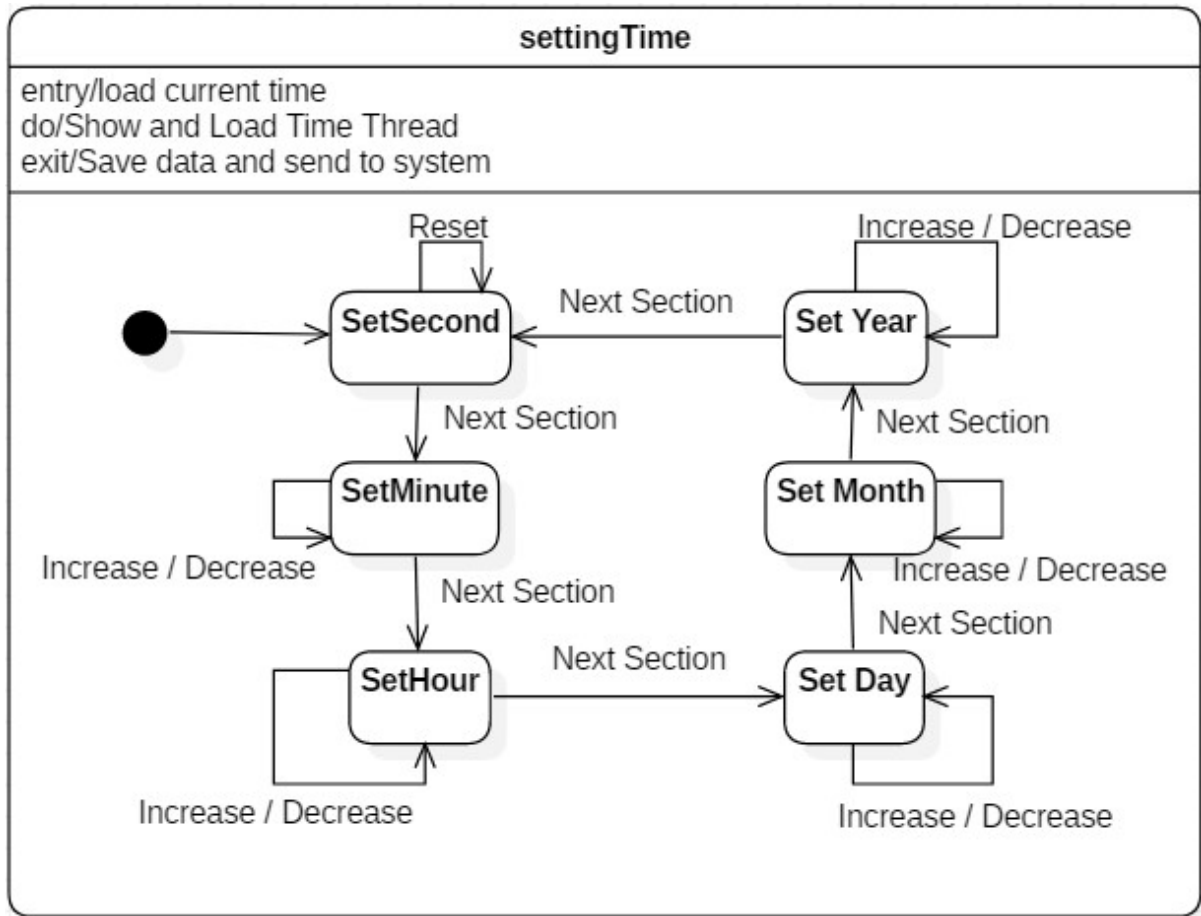 settingTime
entry/load current time
do/Show and Load Time Thread
exit/Save data and send to system
Reset
Increase / Decrease
SetSecond
Next Section
Set Year
Next Section
Next Section
SetMinute
Set Month
Increase / Decrease
Increase / Decrease
Next Section
Next Section
SetHour
Next Section
Set Day
Increase / Decrease
Increase / Decrease